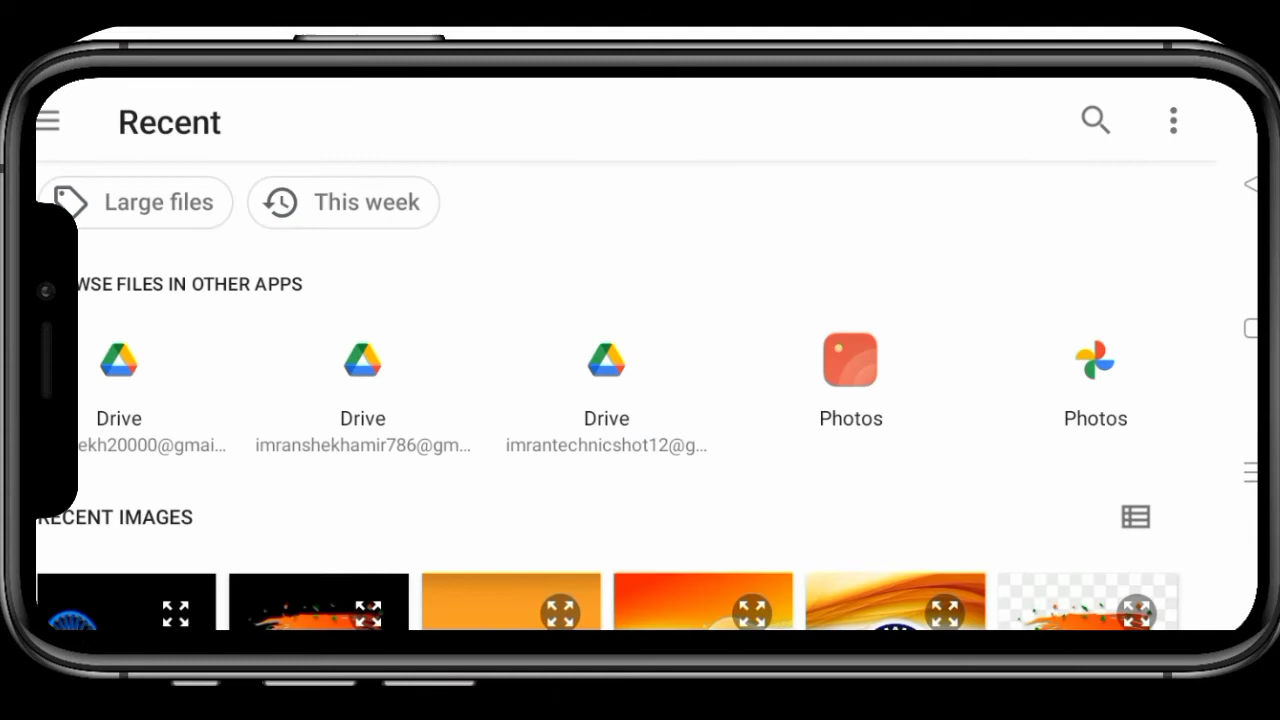 Recent
Large files
This week
WSE FILES IN OTHER APPS
Drive
Drive
Drive
Photos
Photos
ekh20000@gmai...
imranshekhamir786@gm...
imrantechnicshot12@g...
RECENT IMAGES